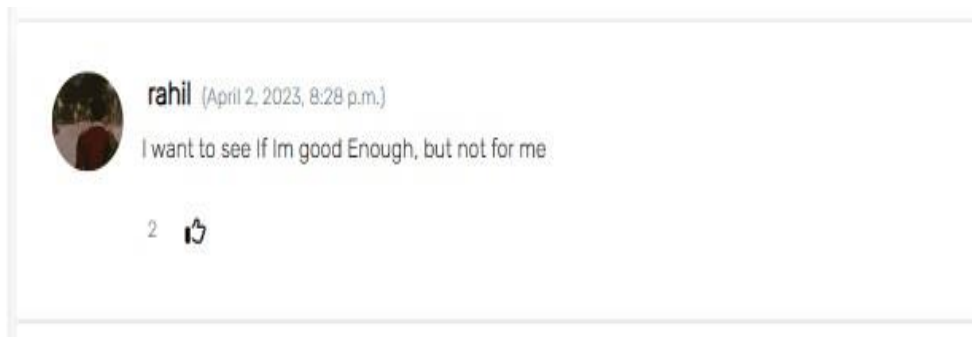 rahil (April 2, 2023, 8:28 p.m.)
I want to see If Im good Enough, but not for me
2